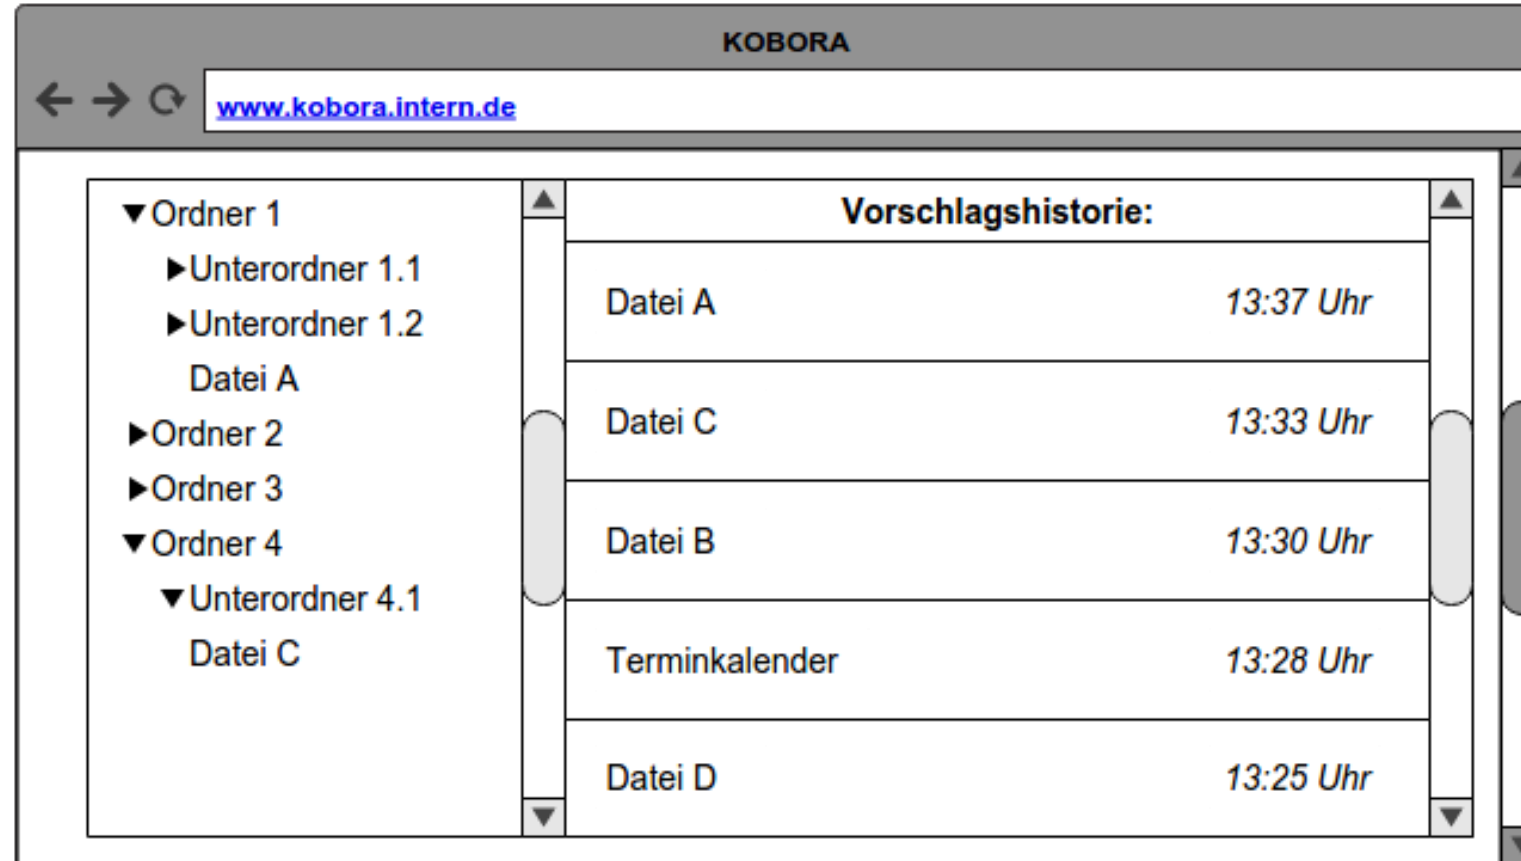 KOBORA
www.kobora.intern.de
Ordner 1
Unterordner 1.1
Unterordner 1.2
Datei A
Ordner 2
Ordner 3
Ordner 4
Unterordner 4.1
Datei C
Vorschlagshistorie:
Datei A 13:37 Uhr
Datei C 13:33 Uhr
Datei B 13:30 Uhr
Terminkalender 13:28 Uhr
Datei D 13:25 Uhr